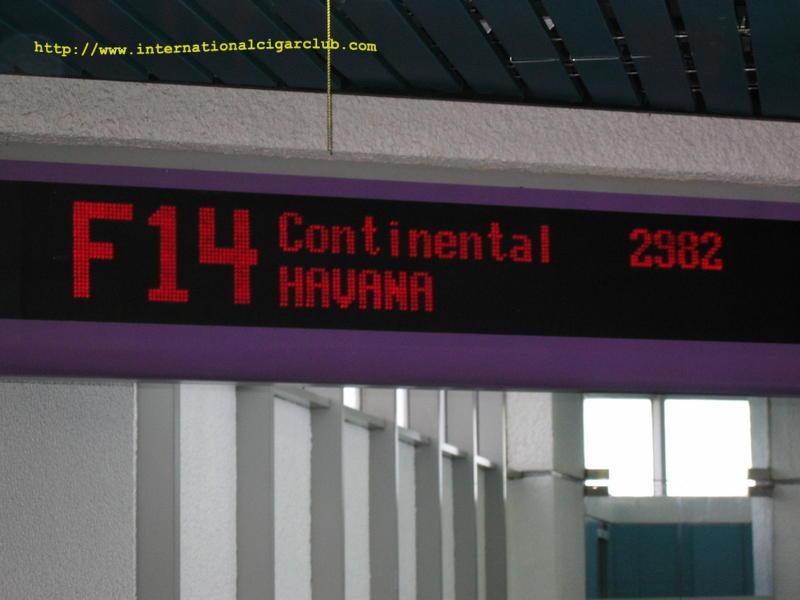 http://www.internationalcigarclub.com
F14 Continental 2982
HAVANA